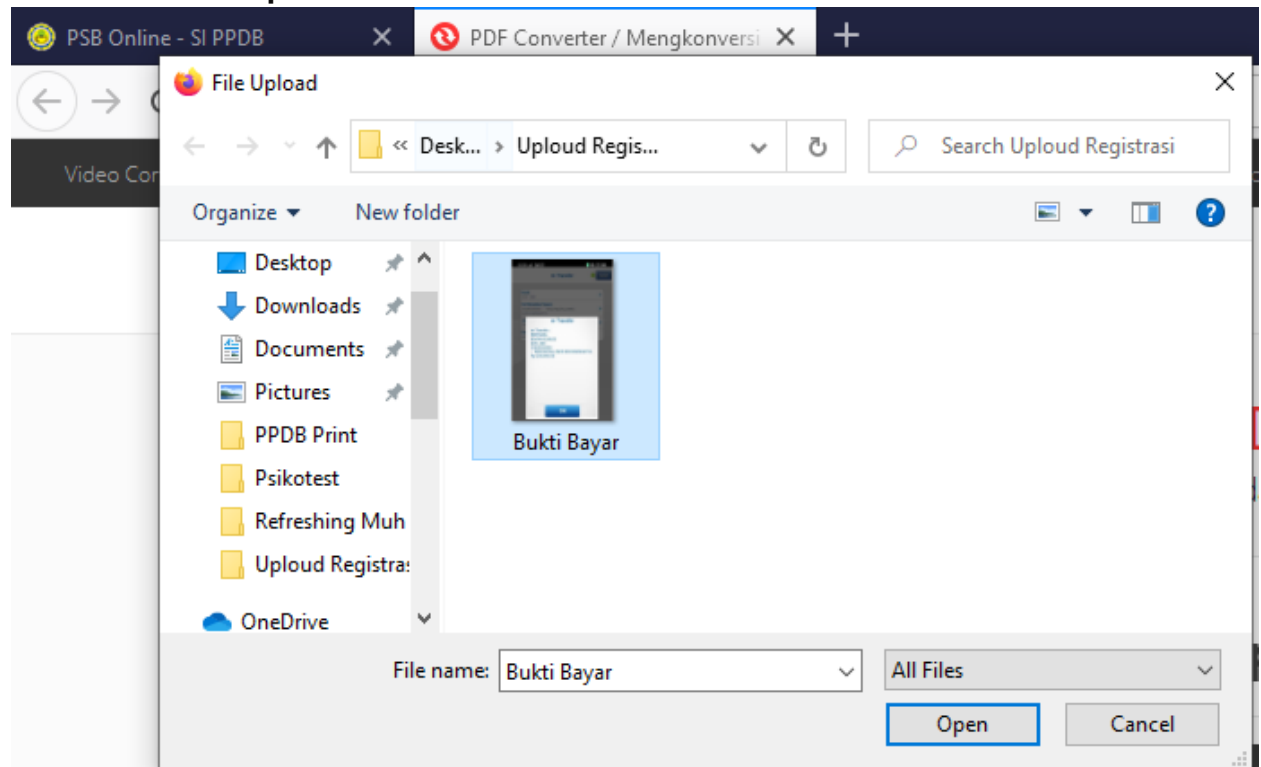 PSB Online - SI PPDB
PDF Converter / Mengkonversi
File Upload
« Desk... › Uploud Regis...
Search Uploud Registrasi
Video Con
Organize
New folder
Desktop
Downloads
Documents
Pictures
PPDB Print
Psikotest
Refreshing Muh
Uploud Registras
OneDrive
Bukti Bayar
File name: Bukti Bayar
All Files
Open
Cancel